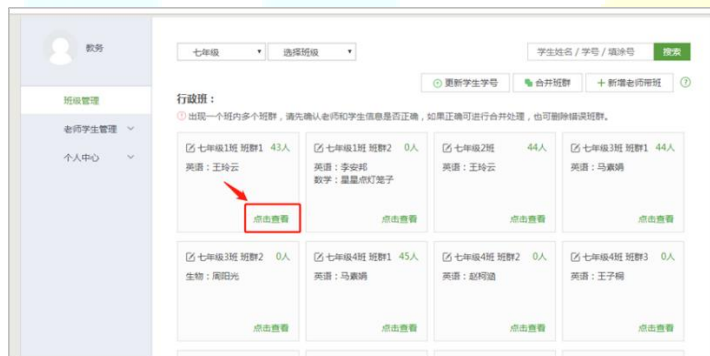 教务
七年级 选择班级 学生姓名 / 学号 / 填涂号 搜索
更新学生学号 合并班群 + 新增老师带班 ?
班级管理
行政班：
出现一个班内多个班群，请先确认老师和学生信息是否正确，如果正确可进行合并处理，也可删除错误班群。
老师学生管理
个人中心
七年级1班 班群1 43人
英语：王玲云
点击查看
七年级1班 班群2 0人
英语：李安邦
数学：星星点灯笼子
点击查看
七年级2班 44人
英语：王玲云
点击查看
七年级3班 班群1 44人
英语：马素娟
点击查看
七年级3班 班群2 0人
生物：周阳光
点击查看
七年级4班 班群1 45人
英语：马素娟
点击查看
七年级4班 班群2 0人
英语：赵柯迪
点击查看
七年级4班 班群3 0人
英语：王子桐
点击查看